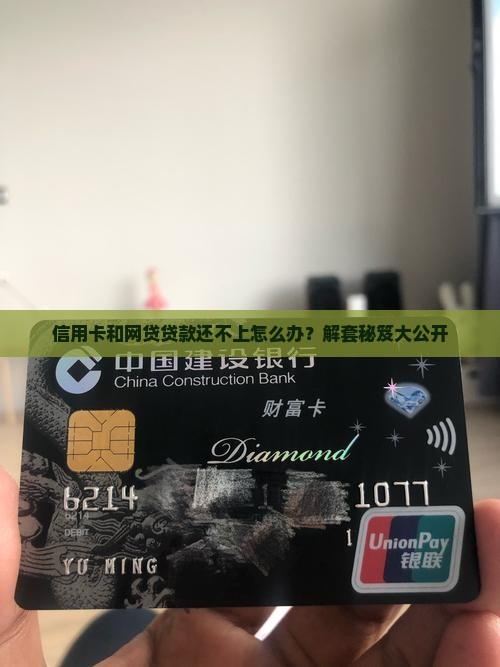 信用卡和网贷贷款还不上怎么办？解套秘笈大公开
中国建设银行
China Construction Bank
财富卡
Diamond
6214 1077
6214
DEBIT
1
YU MING
UnionPay
银联